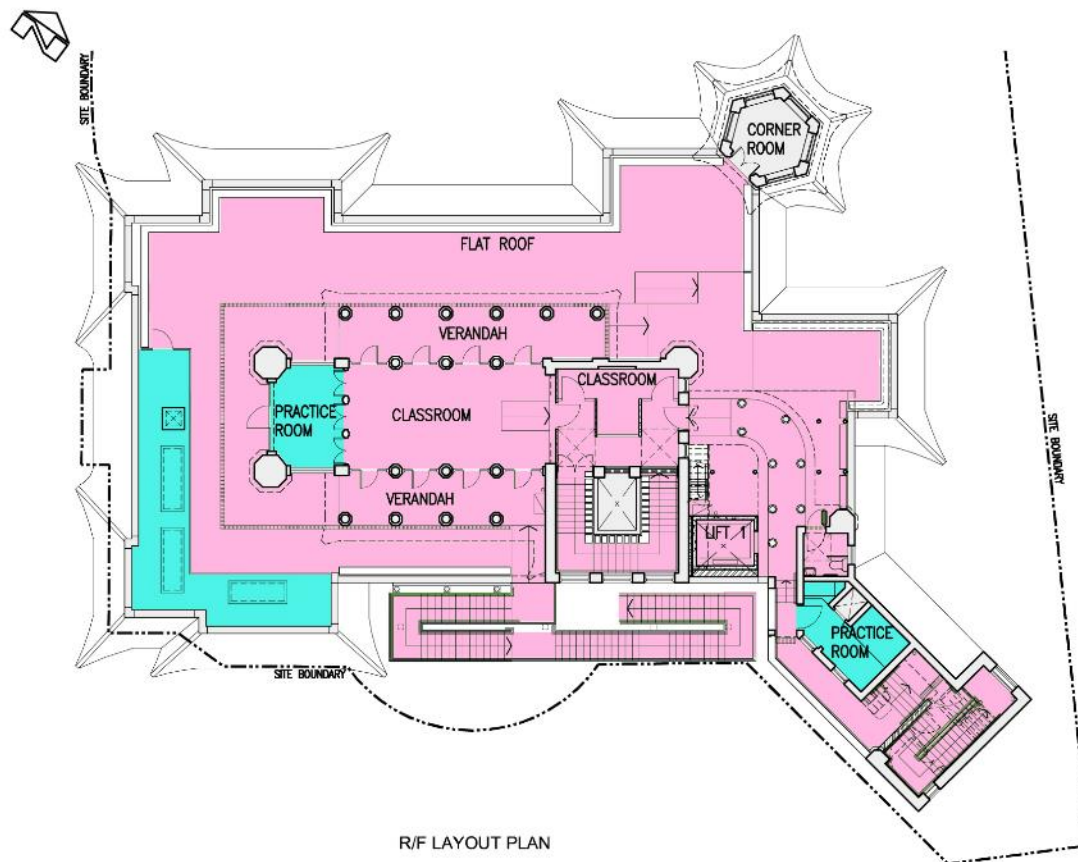 SITE BOUNDARY
CORNER
ROOM
FLAT ROOF
VERANDAH
CLASSROOM
PRACTICE
ROOM
CLASSROOM
VERANDAH
SITE BOUNDARY
LIFT 1
PRACTICE
ROOM
SITE BOUNDARY
R/F LAYOUT PLAN